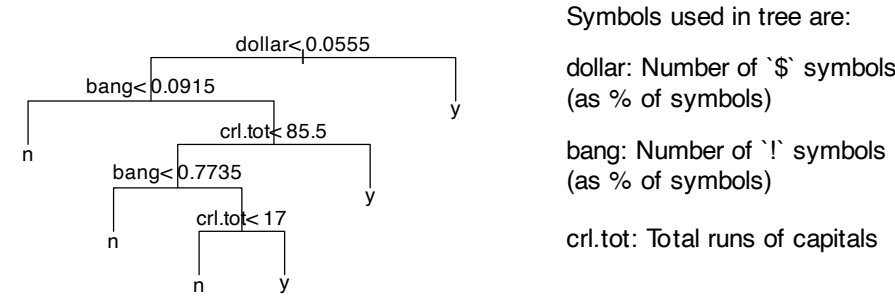 dollar< 0.0555
bang< 0.0915
y
crl.tot< 85.5
n
bang< 0.7735
y
crl.tot< 17
n
n
y
Symbols used in tree are:
dollar: Number of `$` symbols
(as % of symbols)
bang: Number of `!` symbols
(as % of symbols)
crl.tot: Total runs of capitals